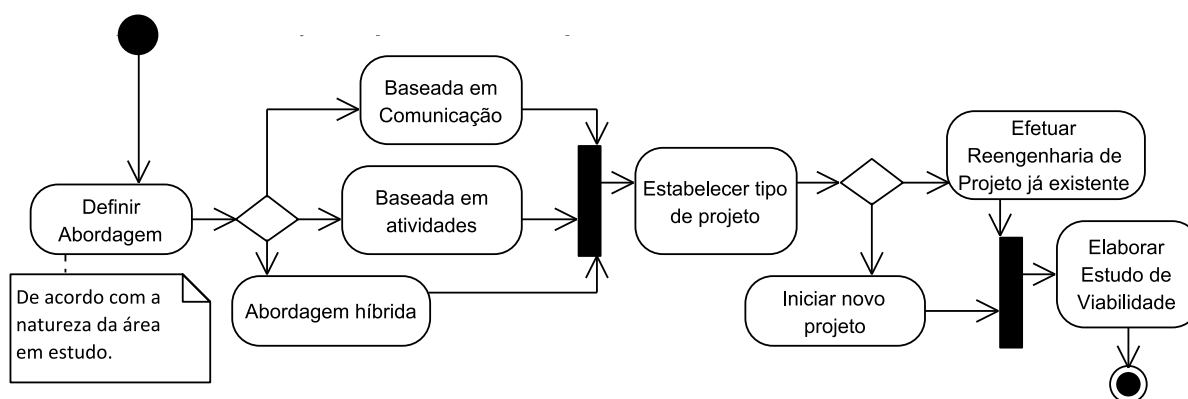 Definir
Abordagem
De acordo com a
natureza da área
em estudo.
Baseada em
Comunicação
Baseada em
atividades
Abordagem híbrida
Estabelecer tipo
de projeto
Efetuar
Reengenharia de
Projeto já existente
Iniciar novo
projeto
Elaborar
Estudo de
Viabilidade